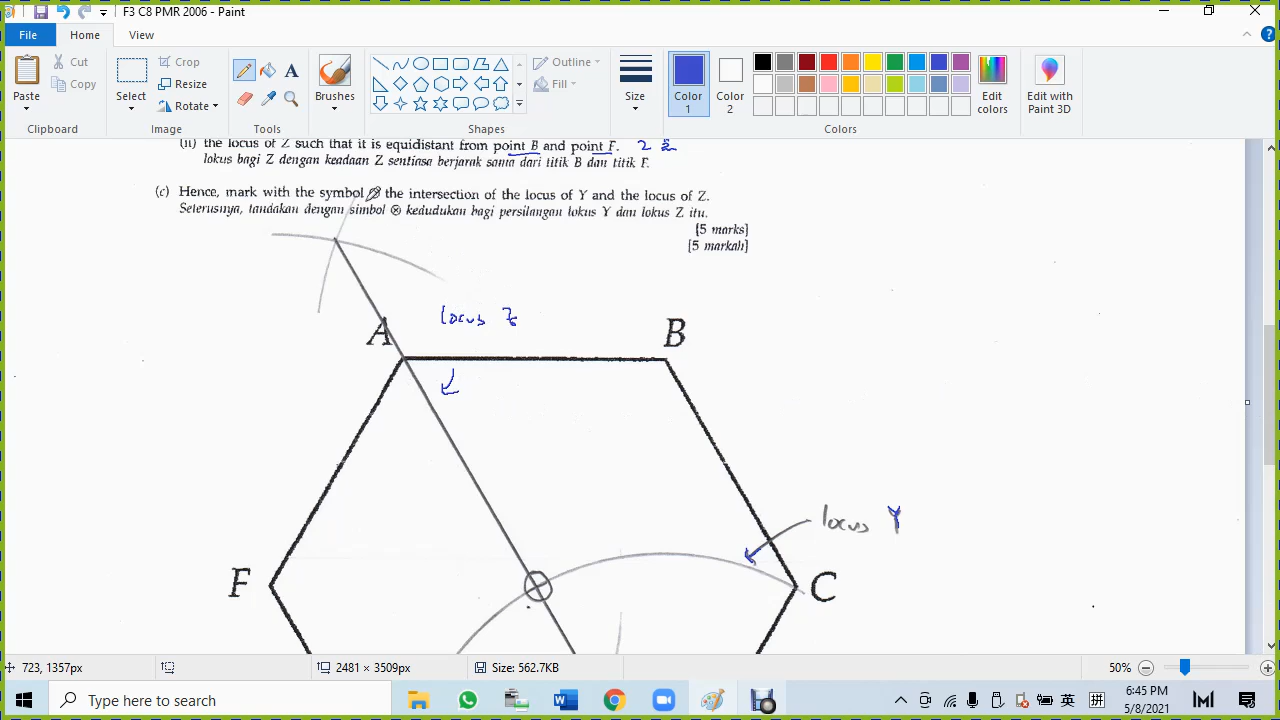 F3 C8 PMR 2006 - Paint
File Home View
Paste
Cut
Copy
Clipboard
Select
Crop
Resize
Rotate
Image
A
Tools
Brushes
Outline
Fill
Shapes
Size
Color 1
Color 2
Edit colors
Colors
Edit with Paint 3D
(ii) the locus of Z such that it is equidistant from point B and point F. 2
lokus bagi Z dengan keadaan Z sentiasa berjarak sama dari titik B dan titik F.
(c) Hence, mark with the symbol ⊗ the intersection of the locus of Y and the locus of Z.
Seterusnya, tandakan dengan simbol ⊗ kedudukan bagi persilangan lokus Y dan lokus Z itu.
[5 marks]
[5 markah]
locus Z
A
B
locus Y
F
C
723, 1357px
2481 × 3509px
Size: 562.7KB
50%
Type here to search
英
拼
6:45 PM
5/8/2021